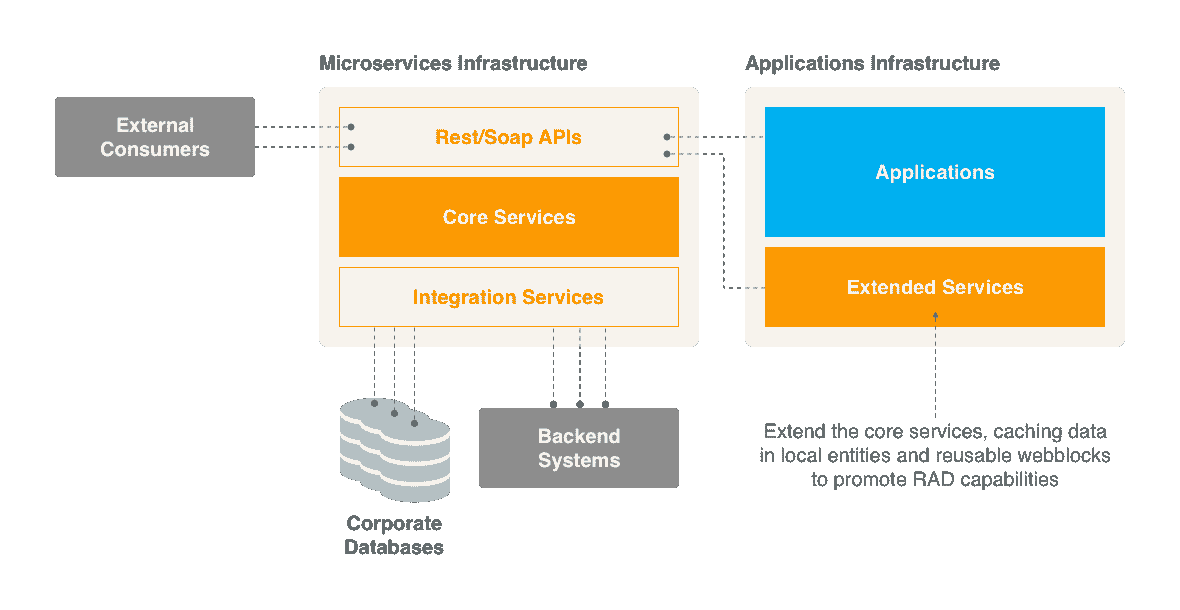 Microservices Infrastructure
Applications Infrastructure
External
Consumers
Rest/Soap APIs
Core Services
Integration Services
Applications
Extended Services
Backend
Systems
Corporate
Databases
Extend the core services, caching data
in local entities and reusable webblocks
to promote RAD capabilities